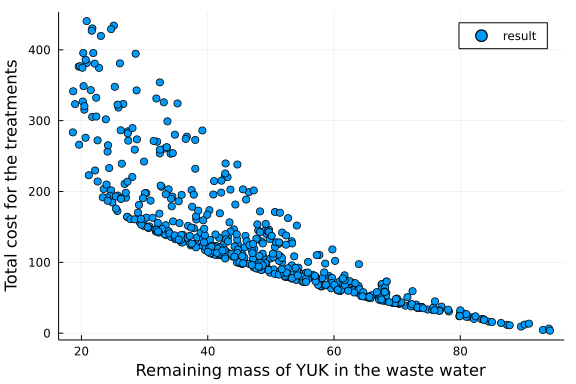 result
Total cost for the treatments
400
300
200
100
0
20 40 60 80
Remaining mass of YUK in the waste water